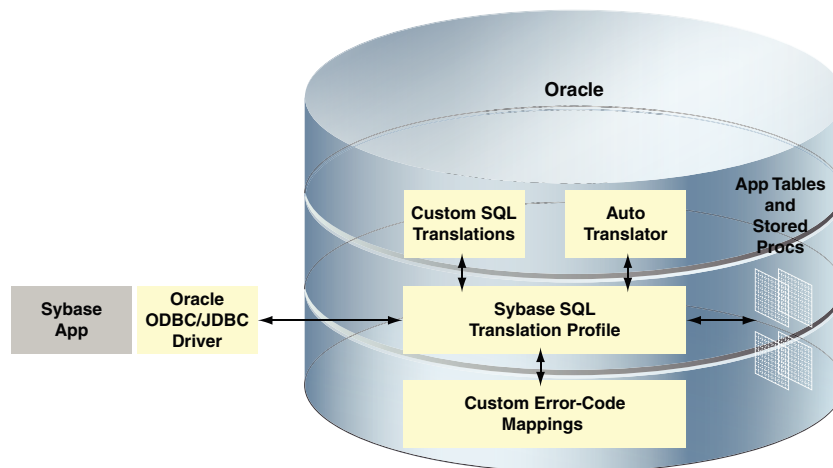 Oracle
App Tables
and
Stored
Procs
Custom SQL
Translations
Auto
Translator
Sybase
App
Oracle
ODBC/JDBC
Driver
Sybase SQL
Translation Profile
Custom Error-Code
Mappings